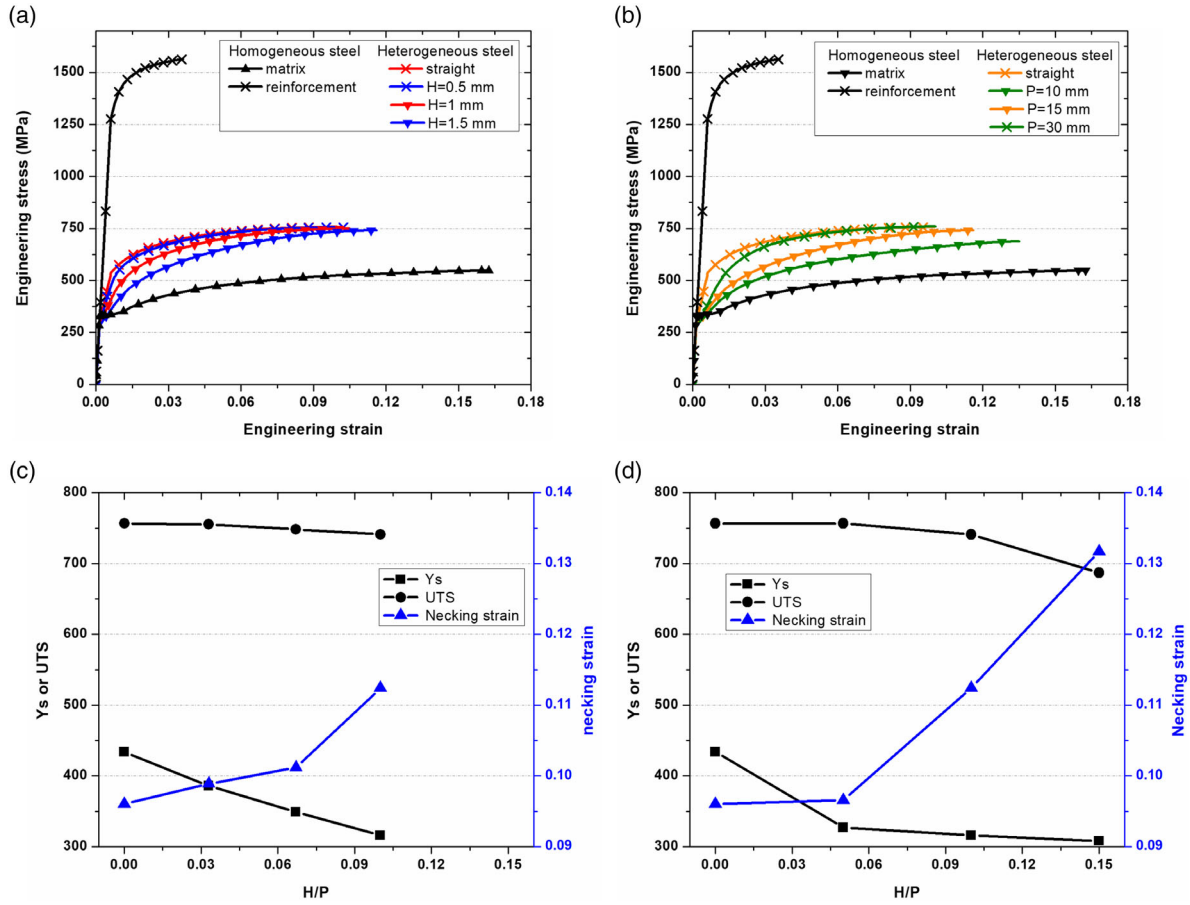 (a)
Homogeneous steel
matrix
reinforcement
Heterogeneous steel
straight
H=0.5 mm
H=1 mm
H=1.5 mm
Engineering stress (MPa)
1500
1250
1000
750
500
250
0
0.00 0.03 0.06 0.09 0.12 0.15 0.18
Engineering strain
(b)
Homogeneous steel
matrix
reinforcement
Heterogeneous steel
straight
P=10 mm
P=15 mm
P=30 mm
Engineering stress (MPa)
1500
1250
1000
750
500
250
0
0.00 0.03 0.06 0.09 0.12 0.15 0.18
Engineering strain
(c)
Ys or UTS
800
700
600
500
400
300
Ys
UTS
Necking strain
0.14
0.13
0.12
0.11
0.10
0.09
necking strain
0.00 0.03 0.06 0.09 0.12 0.15
H/P
(d)
Ys or UTS
800
700
600
500
400
300
Ys
UTS
Necking strain
0.14
0.13
0.12
0.11
0.10
0.09
Necking strain
0.00 0.03 0.06 0.09 0.12 0.15
H/P